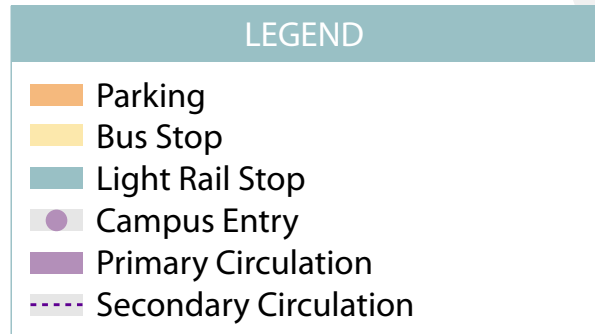 LEGEND
Parking
Bus Stop
Light Rail Stop
Campus Entry
Primary Circulation
Secondary Circulation